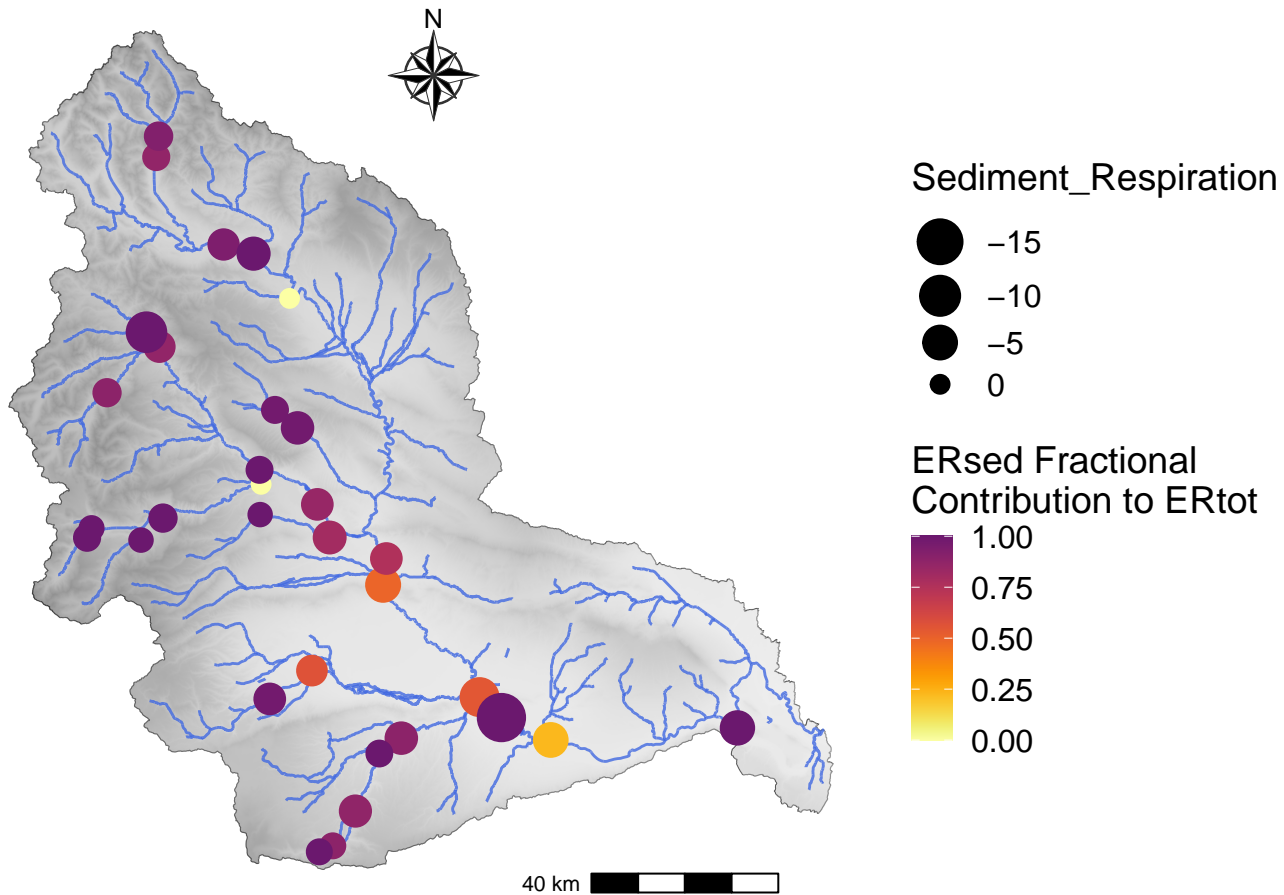 N
Sediment_Respiration
−15
−10
−5
0
ERsed Fractional
Contribution to ERtot
1.00
0.75
0.50
0.25
0.00
40 km